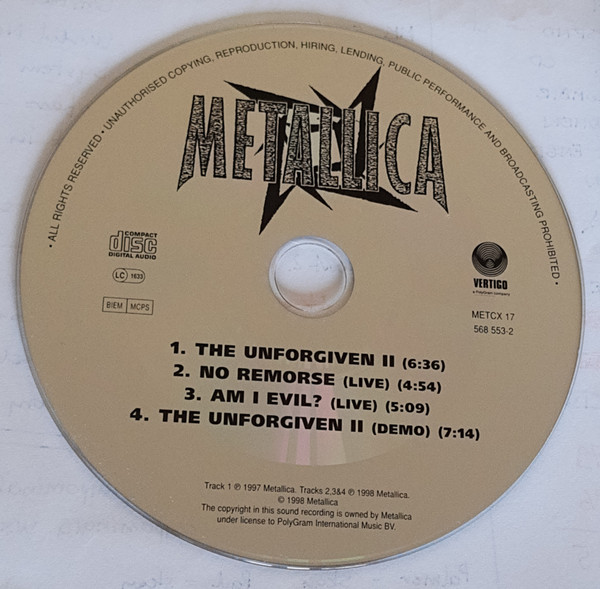 • ALL RIGHTS RESERVED • UNAUTHORISED COPYING, REPRODUCTION, HIRING, LENDING, PUBLIC PERFORMANCE AND BROADCASTING PROHIBITED •
METALLICA
COMPACT
disc
DIGITAL AUDIO
LC 1633
BIEM MCPS
VERTIGO
a PolyGram company
METCX 17
568 553-2
1. THE UNFORGIVEN II (6:36)
2. NO REMORSE (LIVE) (4:54)
3. AM I EVIL? (LIVE) (5:09)
4. THE UNFORGIVEN II (DEMO) (7:14)
Track 1 ℗ 1997 Metallica. Tracks 2,3&4 ℗ 1998 Metallica.
© 1998 Metallica
The copyright in this sound recording is owned by Metallica
under license to PolyGram International Music BV.